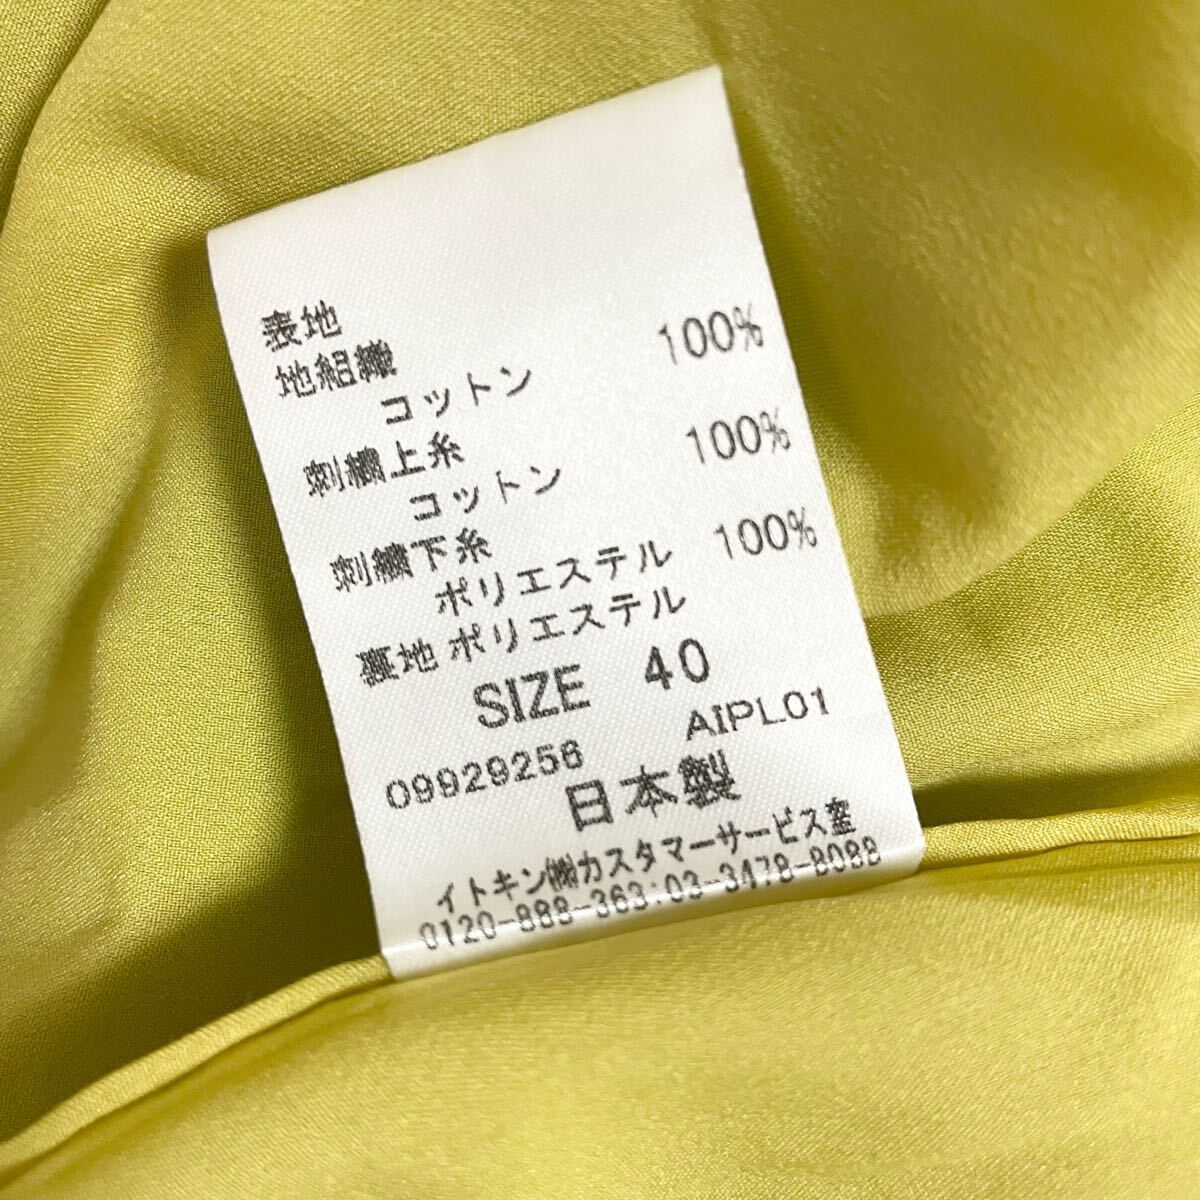 表地
地組織
コットン 100%
刺繍上糸
コットン 100%
刺繍下糸
ポリエステル 100%
裏地 ポリエステル
SIZE 40
09929256 AIPL01
日本製
イトキン㈱カスタマーサービス室
0120-888-363:03-3478-8088